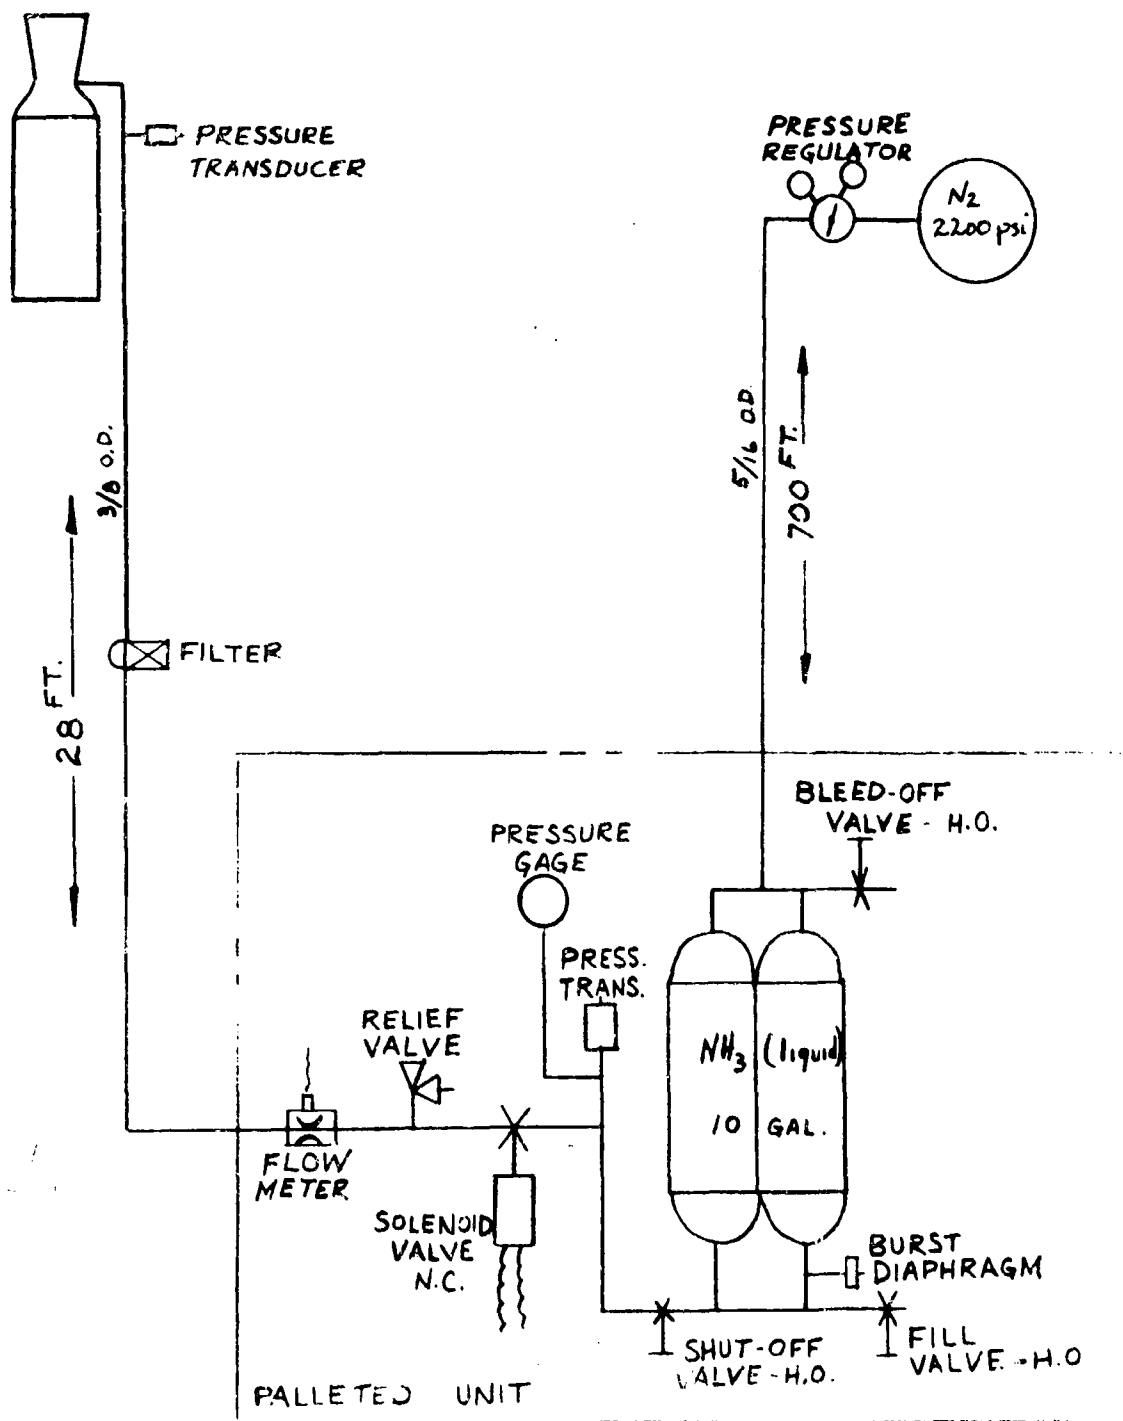 PRESSURE
TRANSDUCER
PRESSURE
REGULATOR
N2
2200 psi
3/8 O.D.
28 FT.
5/16 O.D.
700 FT.
FILTER
BLEED-OFF
VALVE - H.O.
PRESSURE
GAGE
PRESS.
TRANS.
RELIEF
VALVE
NH3 (liquid)
10 GAL.
FLOW
METER
SOLENOID
VALVE
N.C.
BURST
DIAPHRAGM
SHUT-OFF
VALVE - H.O.
FILL
VALVE - H.O
PALLETED UNIT